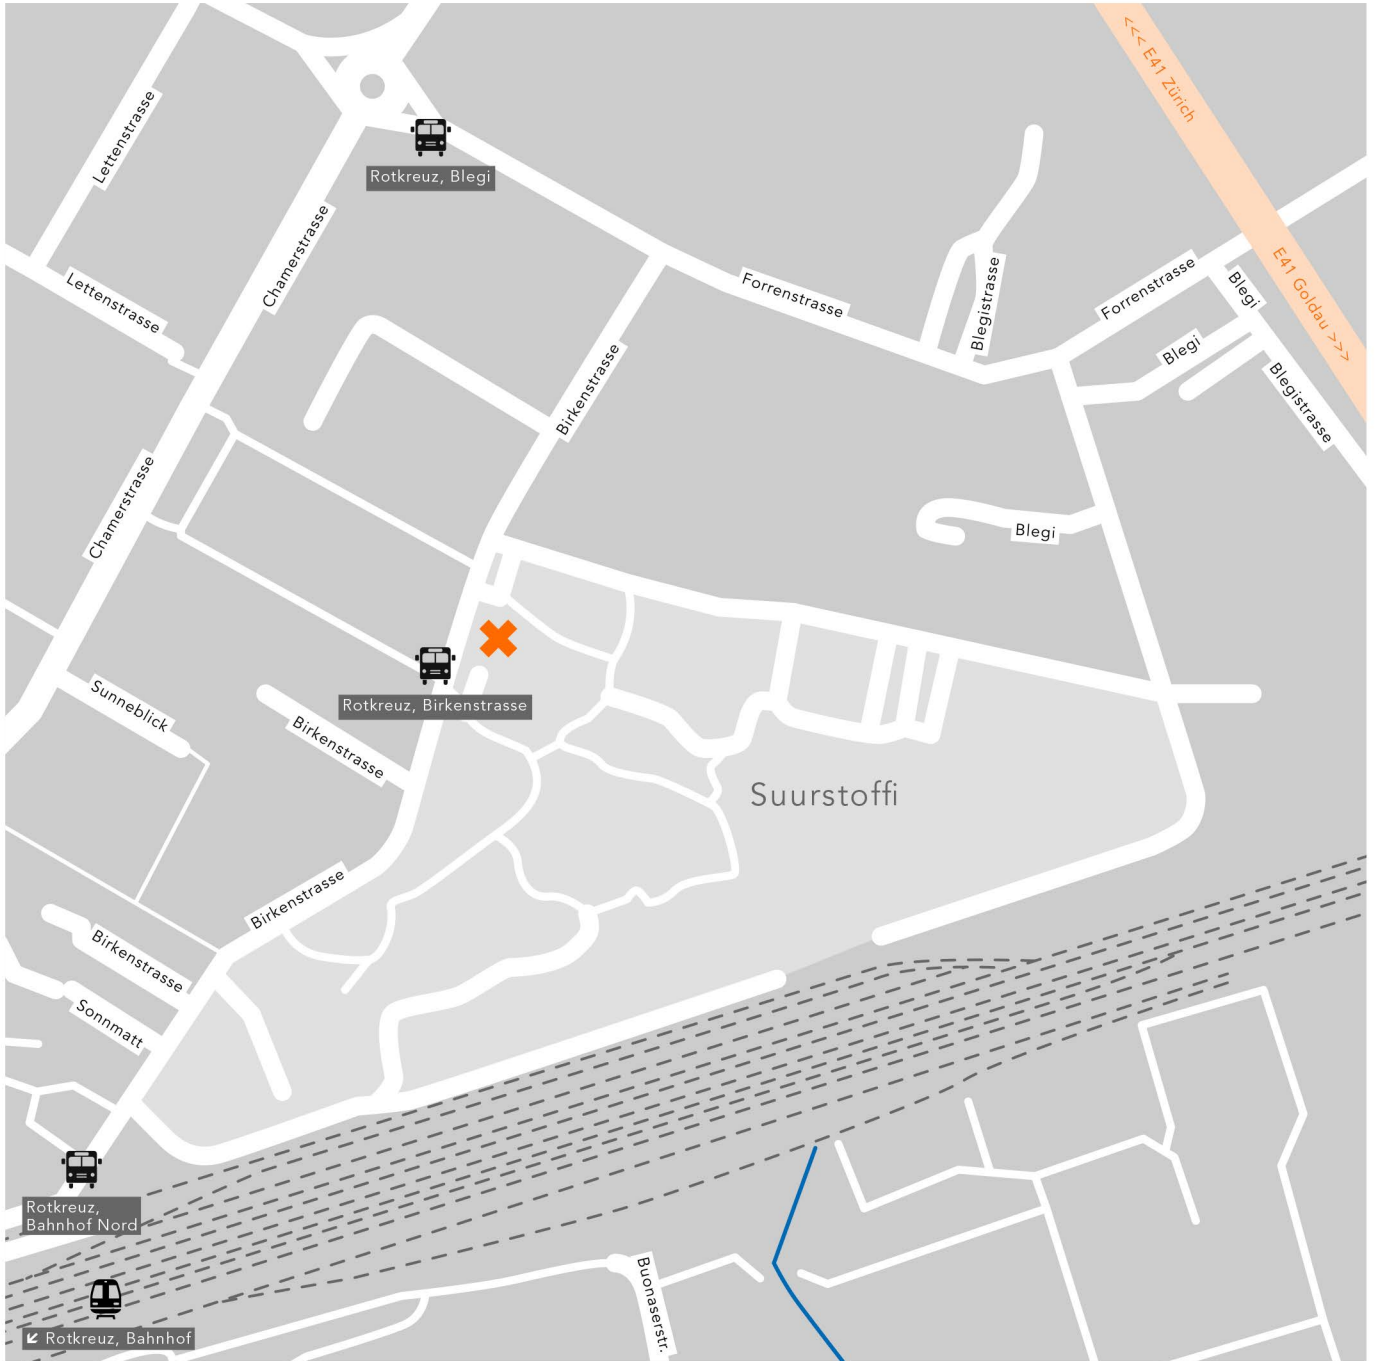 <<< E41 Zürich
Lettenstrasse
Rotkreuz, Blegi
Chamerstrasse
Lettenstrasse
Forrenstrasse
Blegistrasse
Forrenstrasse
Blegi
E41 Goldau >>>
Blegi
Birkenstrasse
Blegistrasse
Chamerstrasse
Blegi
Rotkreuz, Birkenstrasse
Sunneblick
Birkenstrasse
Suurstoffi
Birkenstrasse
Birkenstrasse
Sonnmatt
Rotkreuz,
Bahnhof Nord
Buonaserstr.
↙ Rotkreuz, Bahnhof